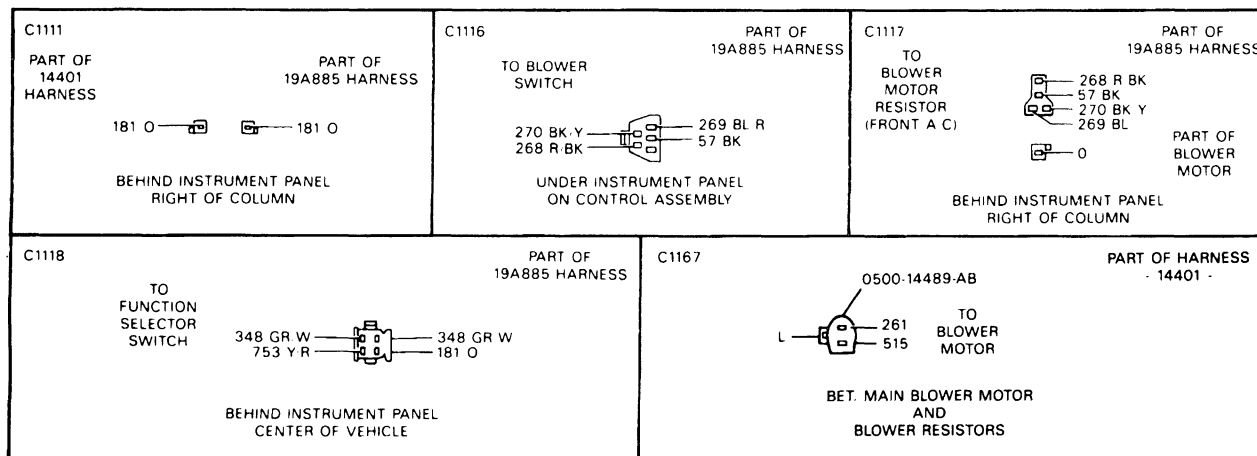 C1111
PART OF
14401
HARNESS
PART OF
19A885 HARNESS
181 O
181 O
BEHIND INSTRUMENT PANEL
RIGHT OF COLUMN
C1116
PART OF
19A885 HARNESS
TO BLOWER
SWITCH
270 BK Y
268 R BK
269 BL R
57 BK
UNDER INSTRUMENT PANEL
ON CONTROL ASSEMBLY
C1117
PART OF
19A885 HARNESS
TO
BLOWER
MOTOR
RESISTOR
(FRONT A C)
268 R BK
57 BK
270 BK Y
269 BL
0
PART OF
BLOWER
MOTOR
BEHIND INSTRUMENT PANEL
RIGHT OF COLUMN
C1118
PART OF
19A885 HARNESS
TO
FUNCTION
SELECTOR
SWITCH
348 GR W
753 Y R
348 GR W
181 O
BEHIND INSTRUMENT PANEL
CENTER OF VEHICLE
C1167
PART OF HARNESS
- 14401 -
0500-14489-AB
L
261
515
TO
BLOWER
MOTOR
BET. MAIN BLOWER MOTOR
AND
BLOWER RESISTORS